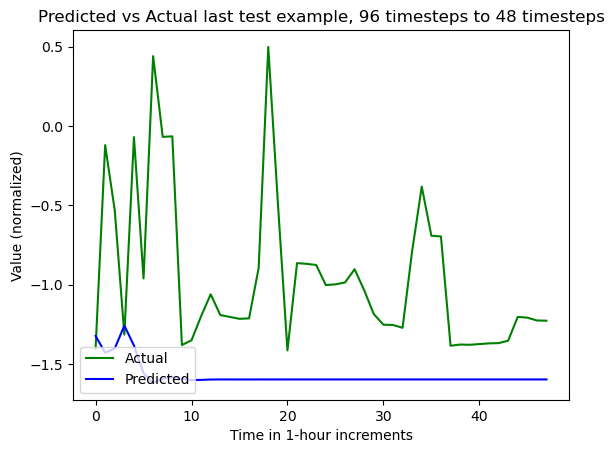 Predicted vs Actual last test example, 96 timesteps to 48 timesteps
0.5
0.0
−0.5
−1.0
−1.5
Value (normalized)
Actual
Predicted
0 10 20 30 40
Time in 1-hour increments